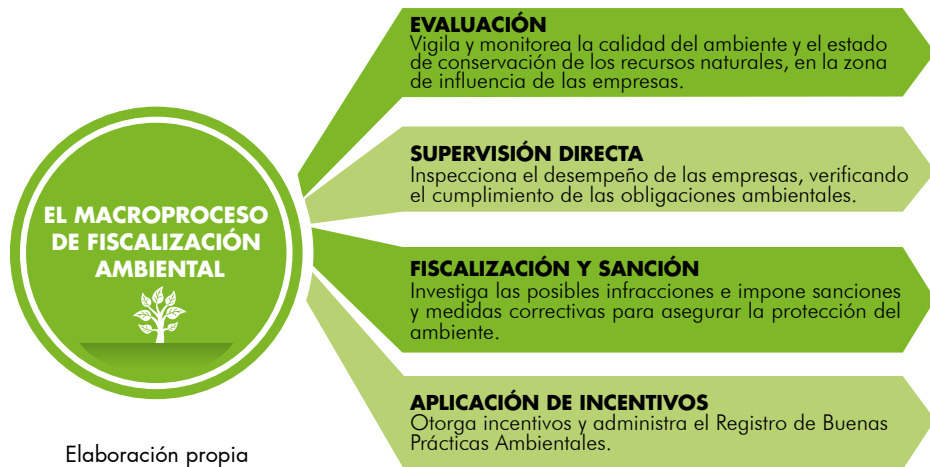 EVALUACIÓN
Vigila y monitorea la calidad del ambiente y el estado
de conservación de los recursos naturales, en la zona
de influencia de las empresas.
SUPERVISIÓN DIRECTA
Inspecciona el desempeño de las empresas, verificando
el cumplimiento de las obligaciones ambientales.
EL MACROPROCESO
DE FISCALIZACIÓN
AMBIENTAL
FISCALIZACIÓN Y SANCIÓN
Investiga las posibles infracciones e impone sanciones
y medidas correctivas para asegurar la protección del
ambiente.
APLICACIÓN DE INCENTIVOS
Otorga incentivos y administra el Registro de Buenas
Prácticas Ambientales.
Elaboración propia